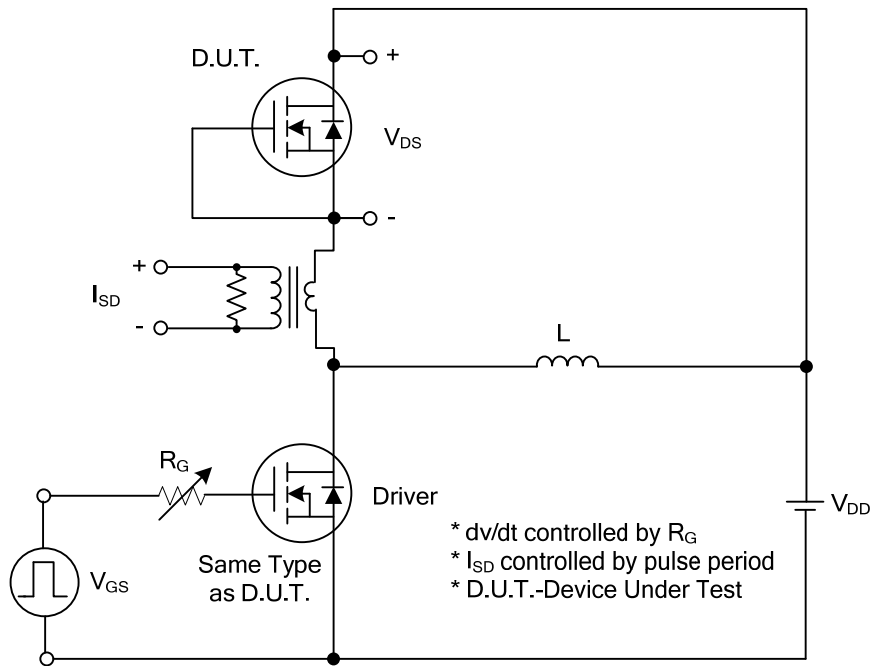 D.U.T.
+
V_DS
-
+
I_SD
-
L
R_G
Driver
V_DD
Same Type
as D.U.T.
V_GS
* dv/dt controlled by R_G
* I_SD controlled by pulse period
* D.U.T.-Device Under Test